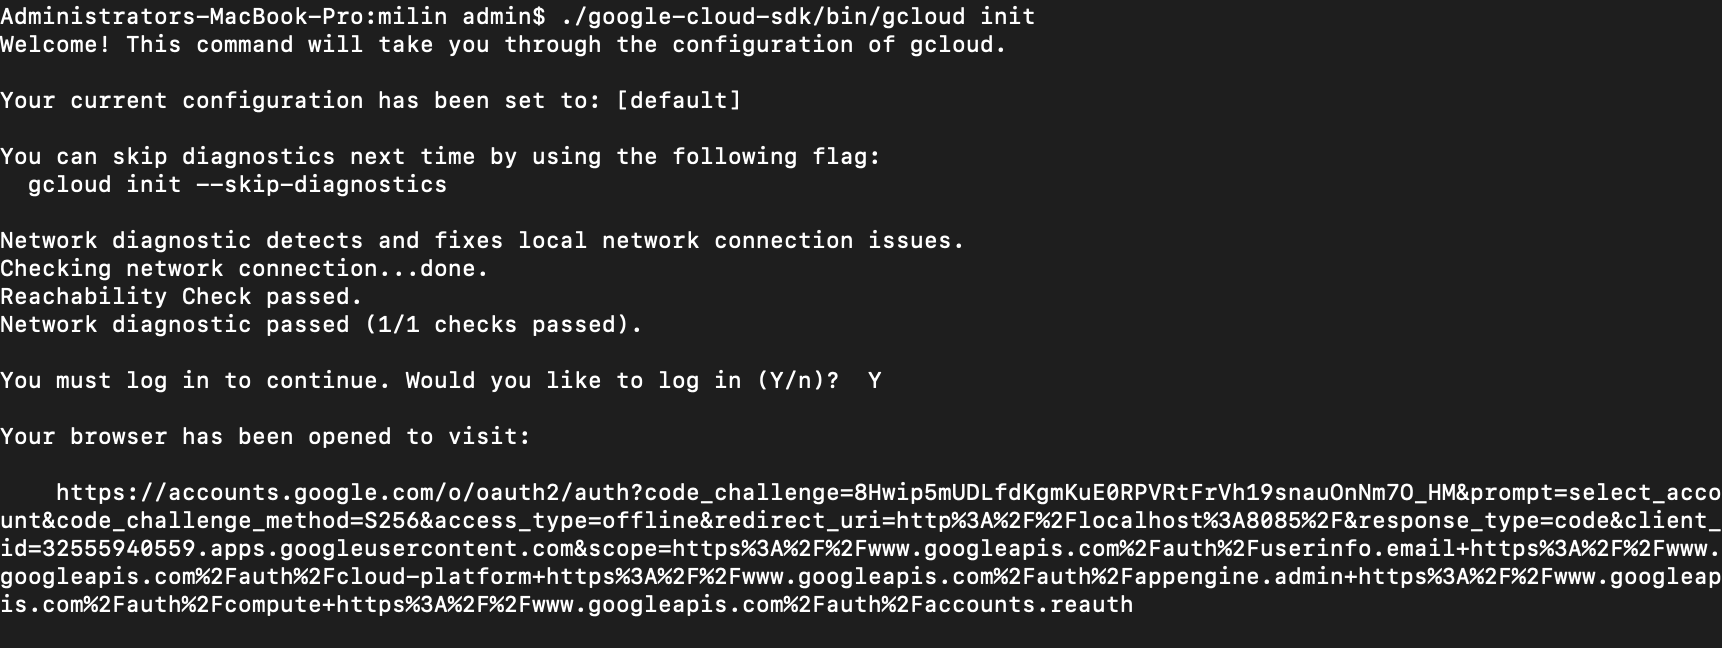 Administrators-MacBook-Pro:milin admin$ ./google-cloud-sdk/bin/gcloud init
Welcome! This command will take you through the configuration of gcloud.
Your current configuration has been set to: [default]
You can skip diagnostics next time by using the following flag:
  gcloud init --skip-diagnostics
Network diagnostic detects and fixes local network connection issues.
Checking network connection...done.
Reachability Check passed.
Network diagnostic passed (1/1 checks passed).
You must log in to continue. Would you like to log in (Y/n)?  Y
Your browser has been opened to visit:
    https://accounts.google.com/o/oauth2/auth?code_challenge=8Hwip5mUDLfdKgmKuE0RPVRtFrVh19snauOnNm7O_HM&prompt=select_acco
unt&code_challenge_method=S256&access_type=offline&redirect_uri=http%3A%2F%2Flocalhost%3A8085%2F&response_type=code&client_
id=32555940559.apps.googleusercontent.com&scope=https%3A%2F%2Fwww.googleapis.com%2Fauth%2Fuserinfo.email+https%3A%2F%2Fwww.
googleapis.com%2Fauth%2Fcloud-platform+https%3A%2F%2Fwww.googleapis.com%2Fauth%2Fappengine.admin+https%3A%2F%2Fwww.googleap
is.com%2Fauth%2Fcompute+https%3A%2F%2Fwww.googleapis.com%2Fauth%2Faccounts.reauth